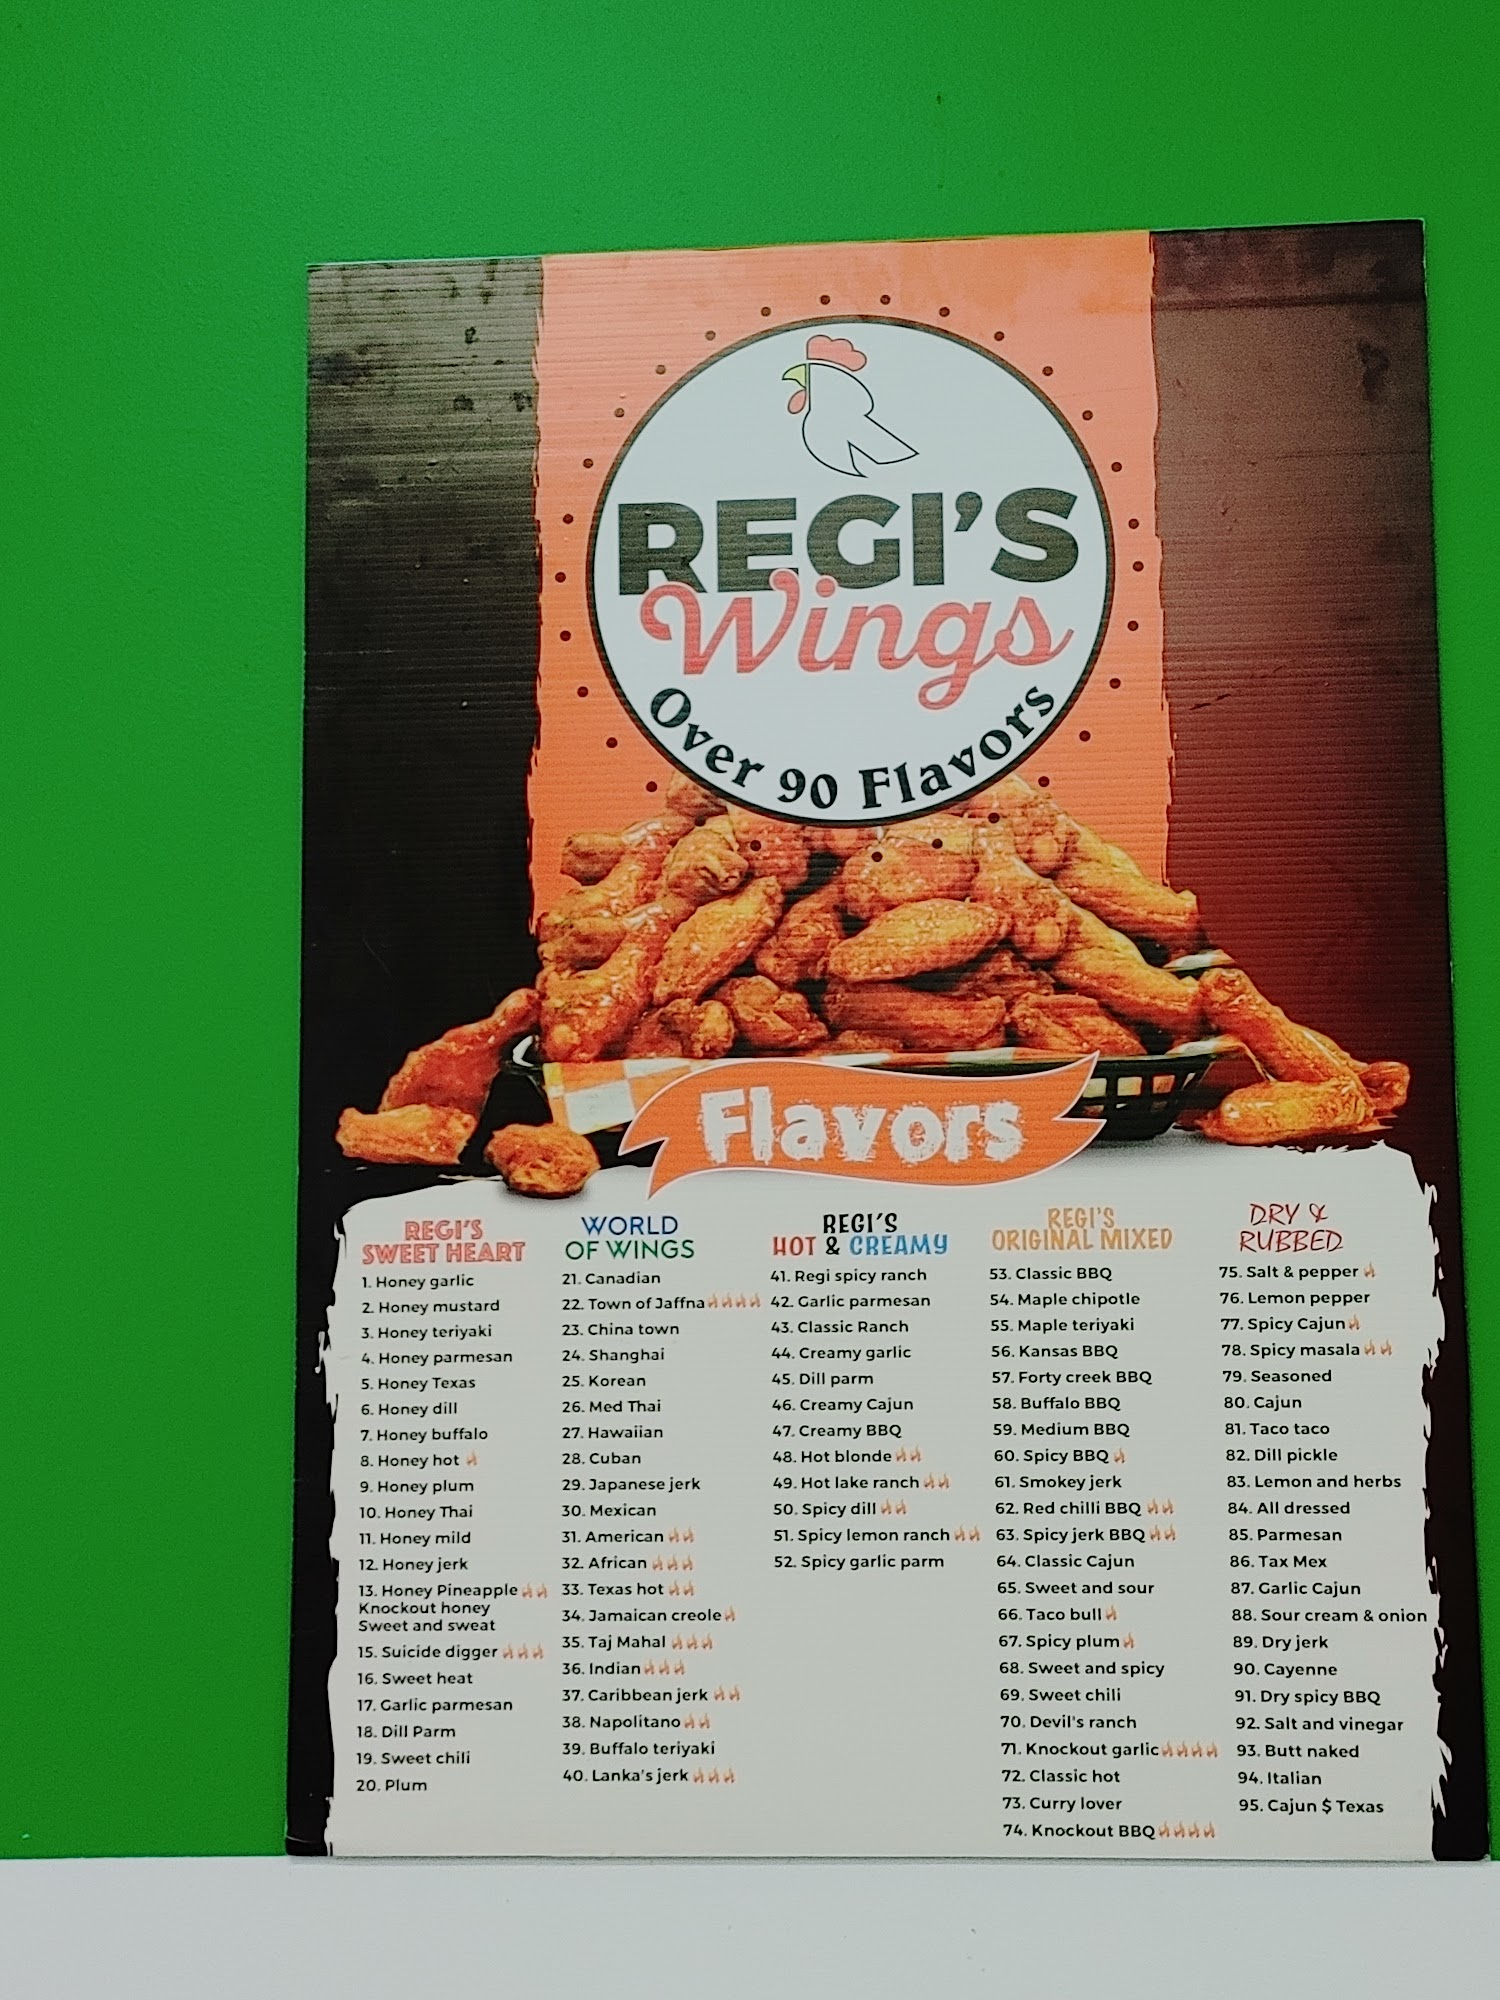 REGI'S
Wings
Over 90 Flavors
Flavors
REGI'S
SWEET HEART
1. Honey garlic
2. Honey mustard
3. Honey teriyaki
4. Honey parmesan
5. Honey Texas
6. Honey dill
7. Honey buffalo
8. Honey hot
9. Honey plum
10. Honey Thai
11. Honey mild
12. Honey jerk
13. Honey Pineapple
Knockout honey
Sweet and sweat
15. Suicide digger
16. Sweet heat
17. Garlic parmesan
18. Dill Parm
19. Sweet chili
20. Plum
WORLD
OF WINGS
21. Canadian
22. Town of Jaffna
23. China town
24. Shanghai
25. Korean
26. Med Thai
27. Hawaiian
28. Cuban
29. Japanese jerk
30. Mexican
31. American
32. African
33. Texas hot
34. Jamaican creole
35. Taj Mahal
36. Indian
37. Caribbean jerk
38. Napolitano
39. Buffalo teriyaki
40. Lanka's jerk
REGI'S
HOT & CREAMY
41. Regi spicy ranch
42. Garlic parmesan
43. Classic Ranch
44. Creamy garlic
45. Dill parm
46. Creamy Cajun
47. Creamy BBQ
48. Hot blonde
49. Hot lake ranch
50. Spicy dill
51. Spicy lemon ranch
52. Spicy garlic parm
REGI'S
ORIGINAL MIXED
53. Classic BBQ
54. Maple chipotle
55. Maple teriyaki
56. Kansas BBQ
57. Forty creek BBQ
58. Buffalo BBQ
59. Medium BBQ
60. Spicy BBQ
61. Smokey jerk
62. Red chilli BBQ
63. Spicy jerk BBQ
64. Classic Cajun
65. Sweet and sour
66. Taco bull
67. Spicy plum
68. Sweet and spicy
69. Sweet chili
70. Devil's ranch
71. Knockout garlic
72. Classic hot
73. Curry lover
74. Knockout BBQ
DRY &
RUBBED
75. Salt & pepper
76. Lemon pepper
77. Spicy Cajun
78. Spicy masala
79. Seasoned
80. Cajun
81. Taco taco
82. Dill pickle
83. Lemon and herbs
84. All dressed
85. Parmesan
86. Tax Mex
87. Garlic Cajun
88. Sour cream & onion
89. Dry jerk
90. Cayenne
91. Dry spicy BBQ
92. Salt and vinegar
93. Butt naked
94. Italian
95. Cajun $ Texas